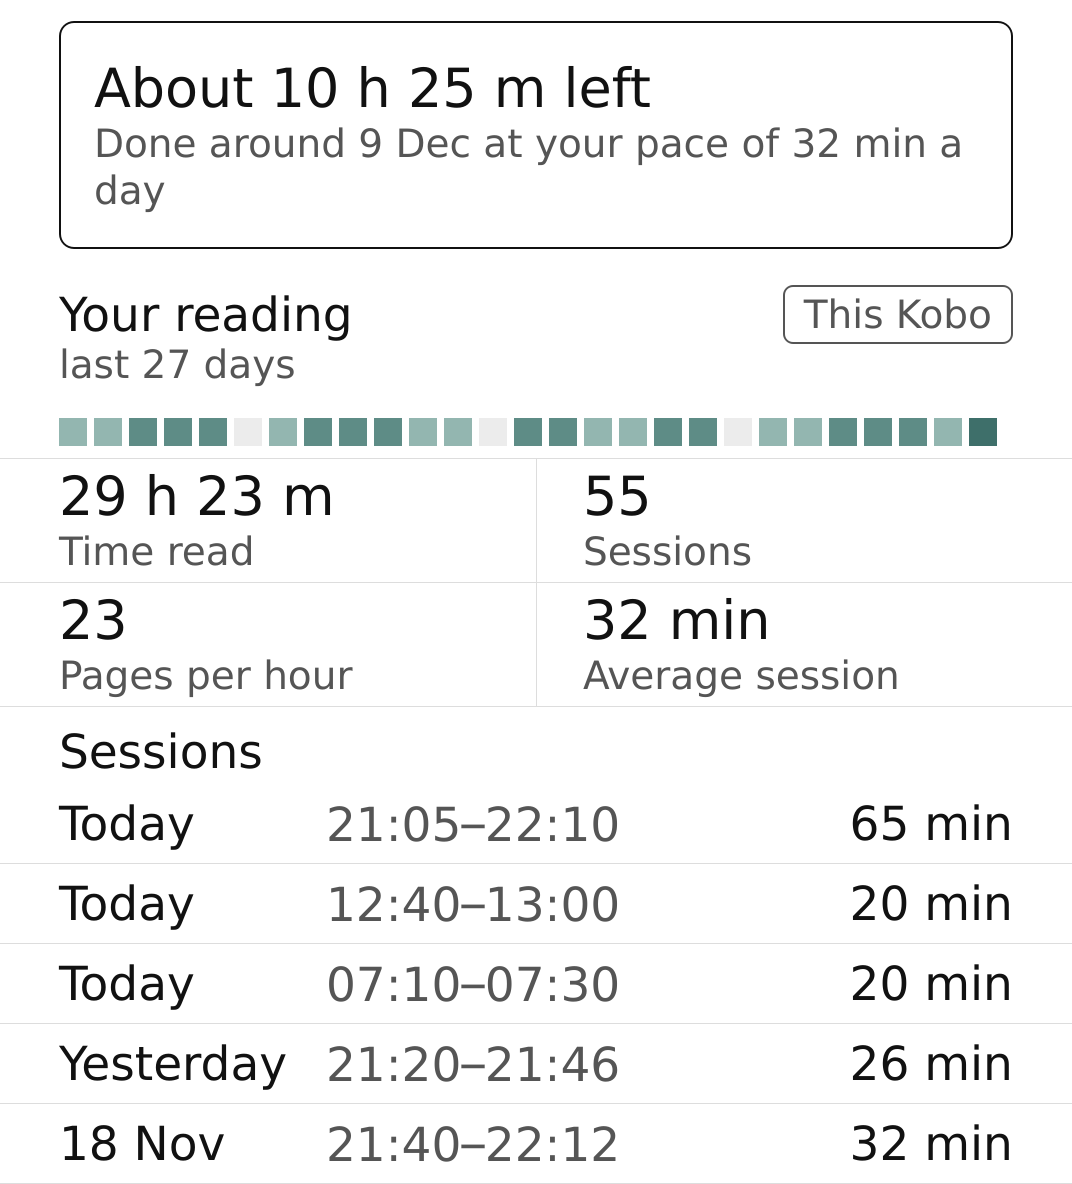 About 10 h 25 m left
Done around 9 Dec at your pace of 32 min a
day
Your reading
This Kobo
last 27 days
29 h 23 m
55
Time read
Sessions
23
32 min
Pages per hour
Average session
Sessions
Today 21:05–22:10 65 min
Today 12:40–13:00 20 min
Today 07:10–07:30 20 min
Yesterday 21:20–21:46 26 min
18 Nov 21:40–22:12 32 min